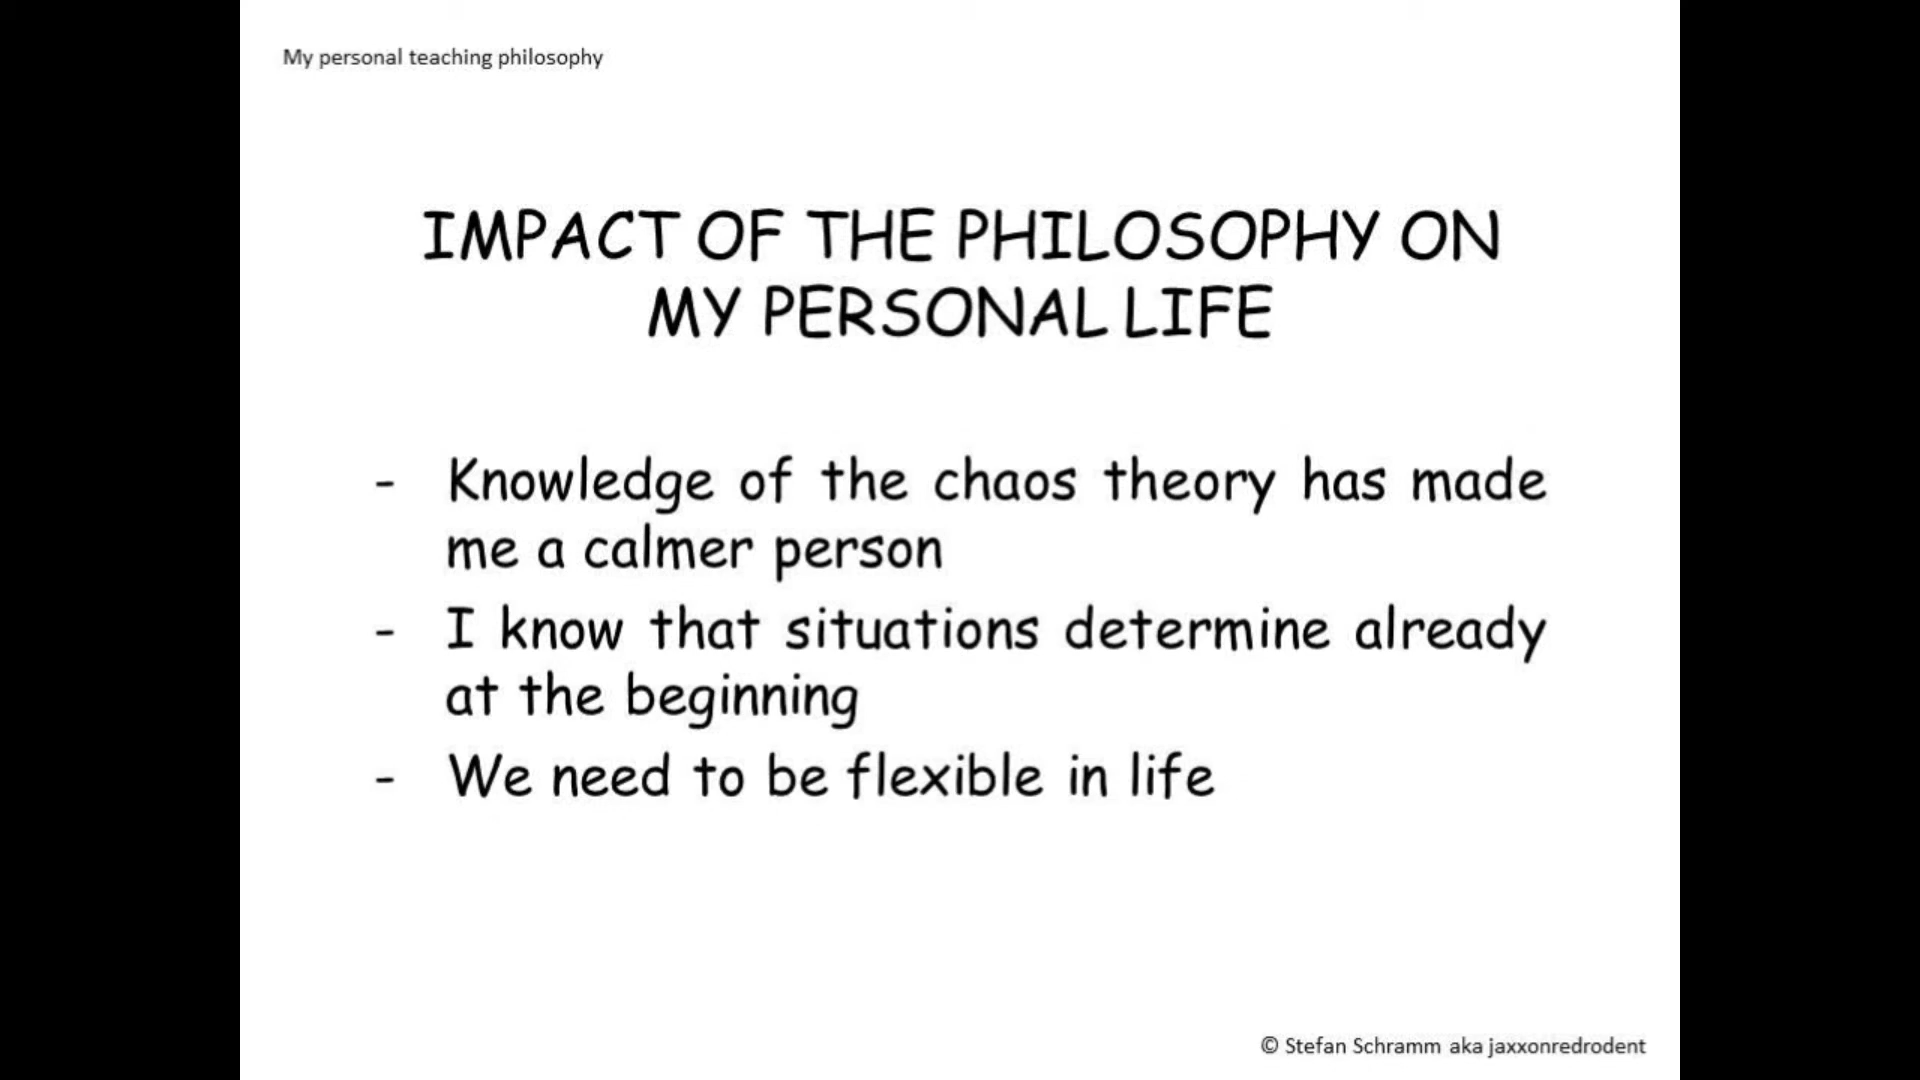 My personal teaching philosophy
IMPACT OF THE PHILOSOPHY ON
MY PERSONAL LIFE
- Knowledge of the chaos theory has made
me a calmer person
- I know that situations determine already
at the beginning
- We need to be flexible in life
© Stefan Schramm aka jaxxonredrodent